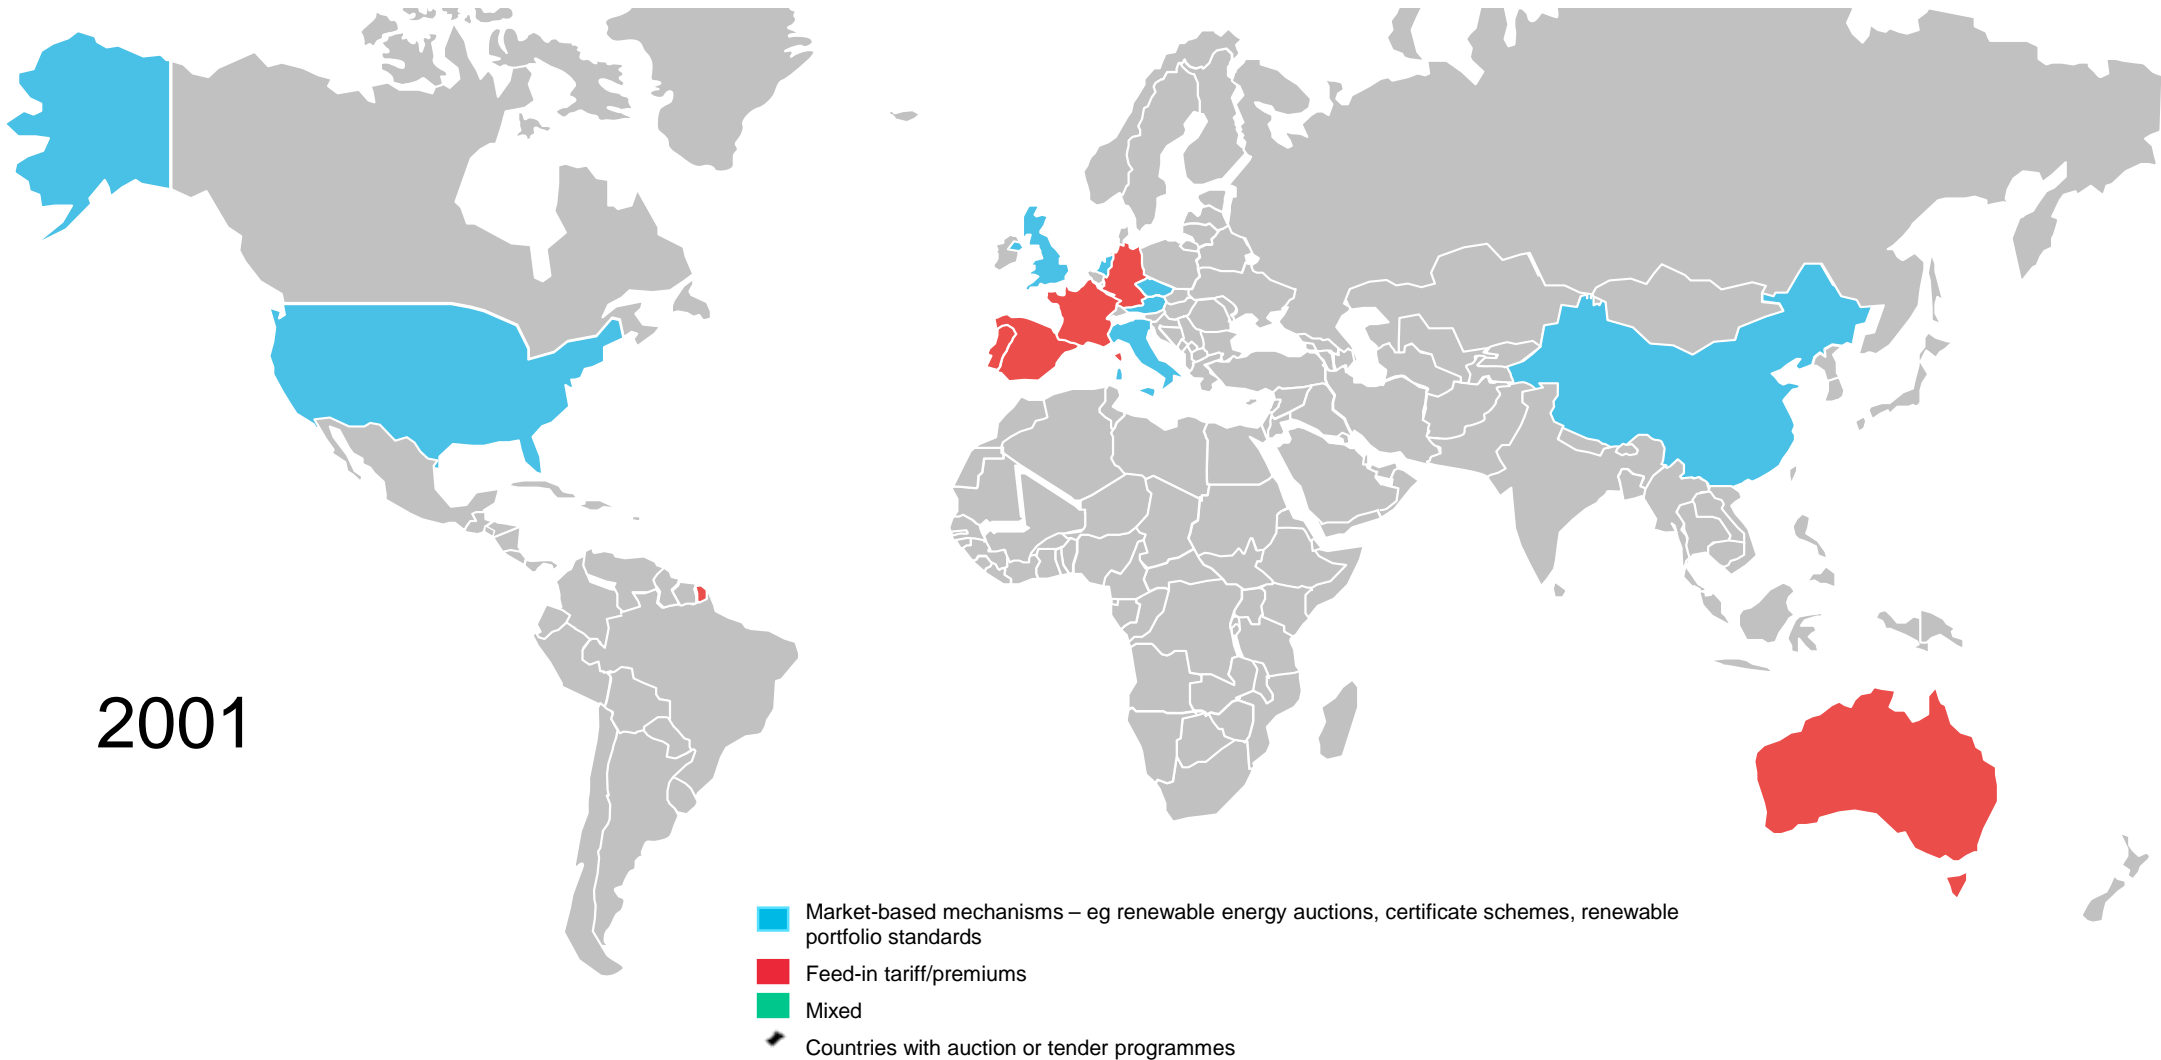 2001
Market-based mechanisms – eg renewable energy auctions, certificate schemes, renewable
portfolio standards
Feed-in tariff/premiums
Mixed
Countries with auction or tender programmes